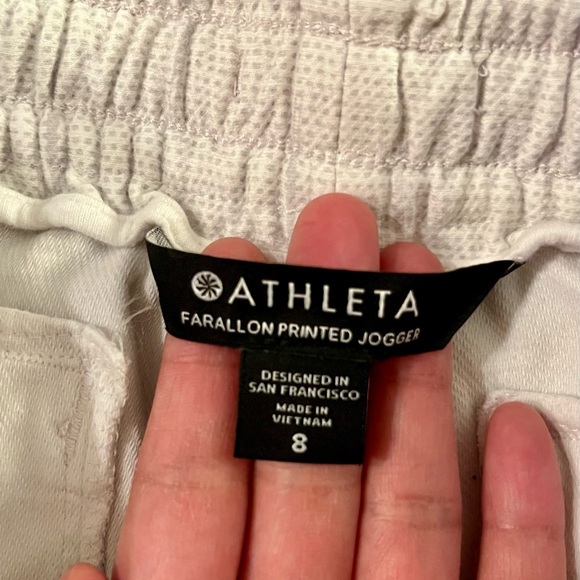 ATHLETA
FARALLON PRINTED JOGGER
DESIGNED IN
SAN FRANCISCO
MADE IN
VIETNAM
8